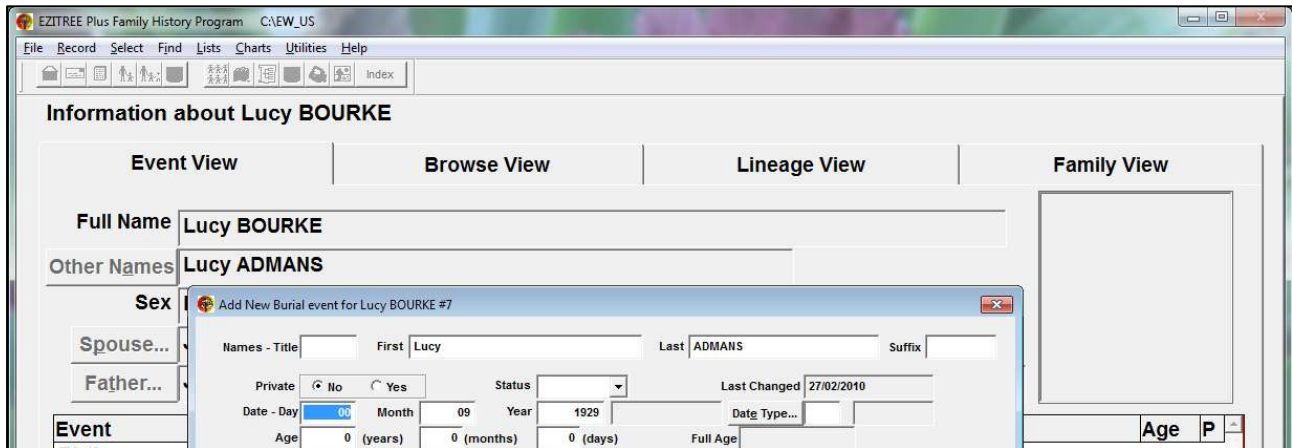 EZITREE Plus Family History Program C:\EW_US
File Record Select Find Lists Charts Utilities Help
Index
Information about Lucy BOURKE
Event View Browse View Lineage View Family View
Full Name Lucy BOURKE
Other Names Lucy ADMANS
Sex
Add New Burial event for Lucy BOURKE #7
Spouse...
Names - Title First Lucy Last ADMANS Suffix
Father...
Private No Yes Status Last Changed 27/02/2010
Date - Day 00 Month 09 Year 1929 Date Type...
Event Age P
Age 0 (years) 0 (months) 0 (days) Full Age